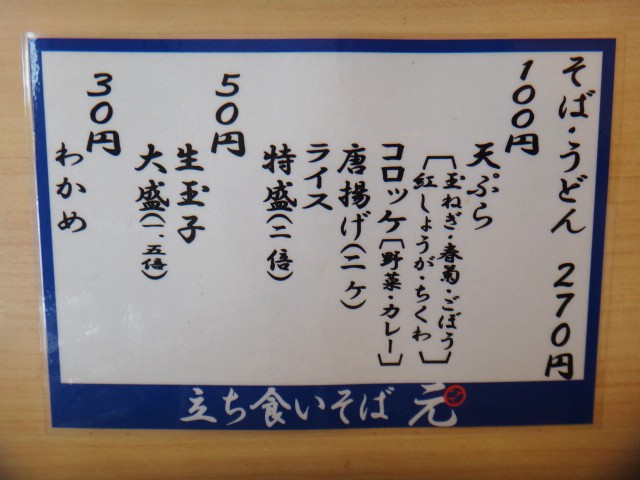 そば・うどん 270円
100円
天ぷら
〔玉ねぎ・春菊・ごぼう
紅しょうが・ちくわ〕
コロッケ〔野菜・カレー〕
唐揚げ(二ヶ)
ライス
特盛(二倍)
50円
生玉子
大盛(一.五倍)
30円
わかめ
立ち食いそば 元